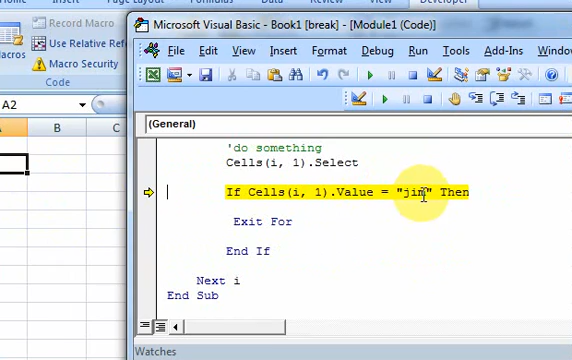 Developer
Record Macro
Use Relative Refe
Macro Security
acros
Code
A2
B
C
Microsoft Visual Basic - Book1 [break] - [Module1 (Code)]
File Edit View Insert Format Debug Run Tools Add-Ins Window
(General)
'do something
Cells(i, 1).Select
If Cells(i, 1).Value = "jim" Then
Exit For
End If
Next i
End Sub
Watches